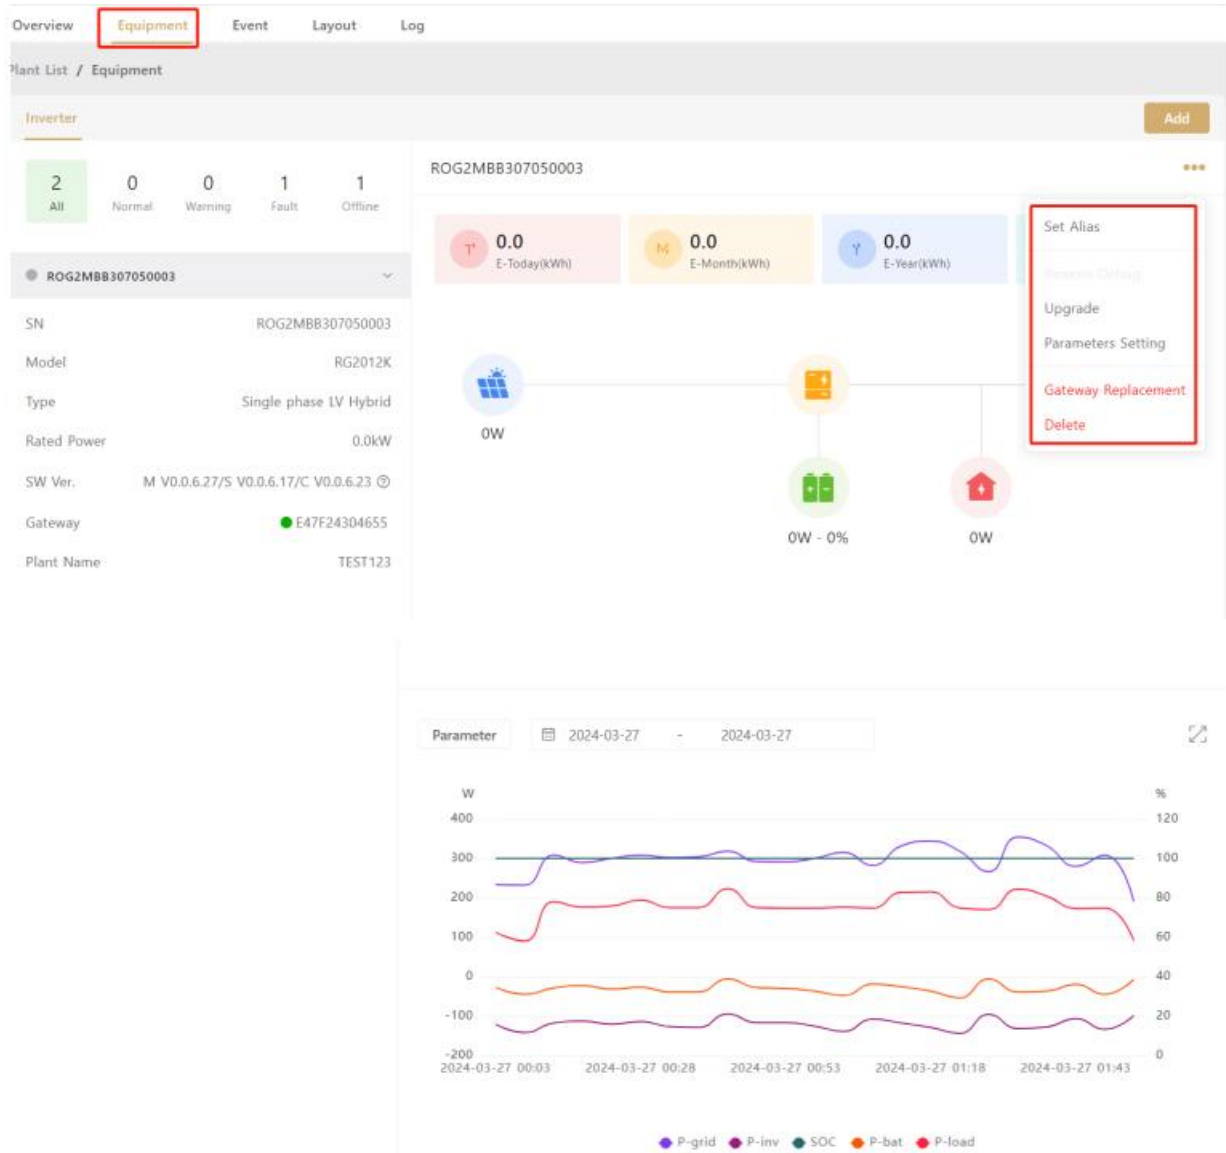 Overview Equipment Event Layout Log
Plant List / Equipment
Inverter Add
2 0 0 1 1
All Normal Warning Fault Offline
ROG2MBB307050003
SN ROG2MBB307050003
Model RG2012K
Type Single phase LV Hybrid
Rated Power 0.0kW
SW Ver. M V0.0.6.27/S V0.0.6.17/C V0.0.6.23
Gateway E47F24304655
Plant Name TEST123
ROG2MBB307050003
0.0
E-Today(kWh)
M 0.0
E-Month(kWh)
Y 0.0
E-Year(kWh)
Set Alias
Remote Debug
Upgrade
Parameters Setting
Gateway Replacement
Delete
0W
0W - 0%
0W
Parameter 2024-03-27 - 2024-03-27
W %
400 120
300 100
200 80
100 60
0 40
-100 20
-200 0
2024-03-27 00:03 2024-03-27 00:28 2024-03-27 00:53 2024-03-27 01:18 2024-03-27 01:43
P-grid P-inv SOC P-bat P-load